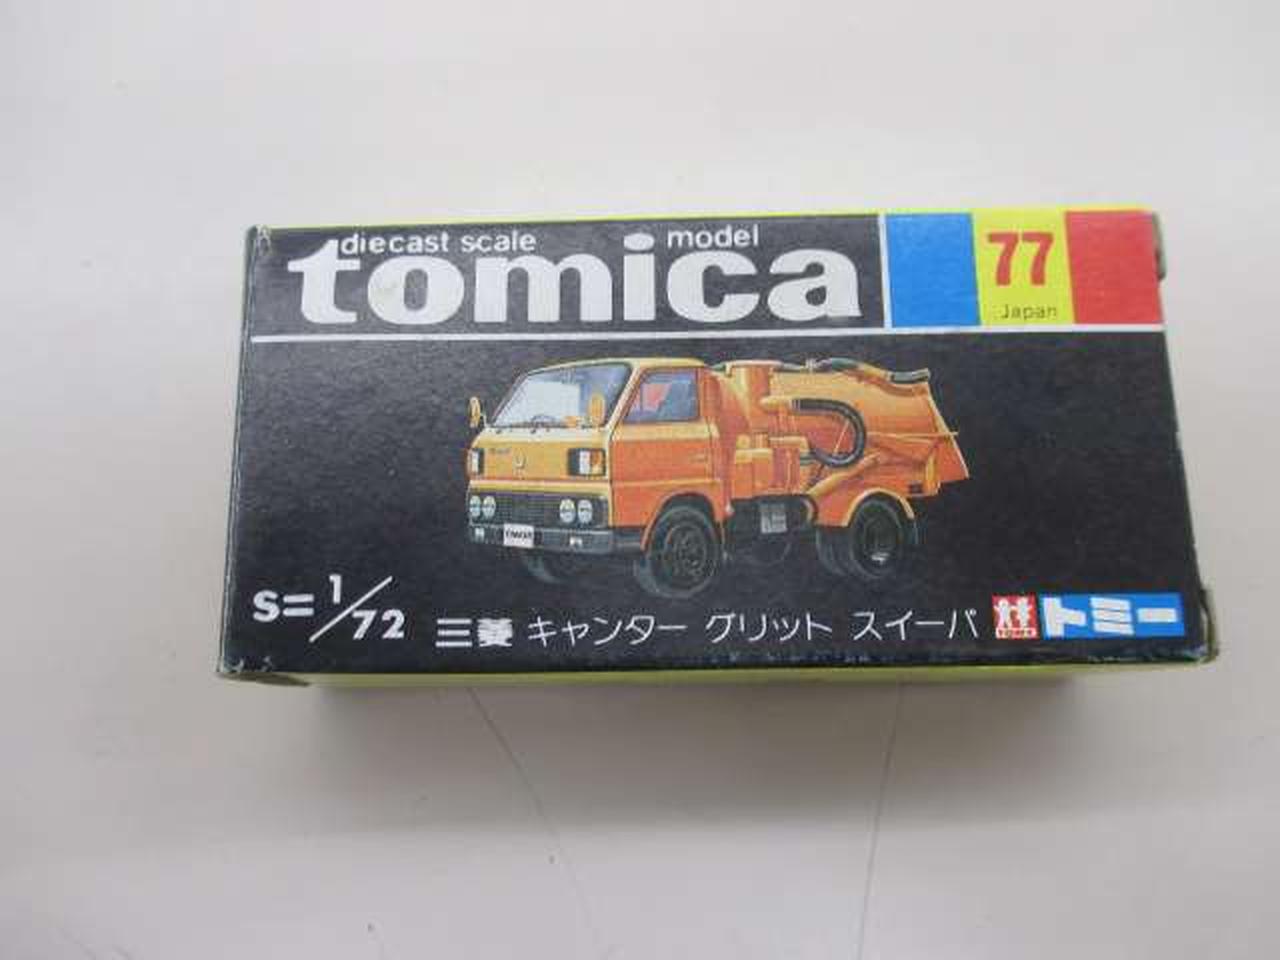 diecast scale model
tomica
77
Japan
S=1/72
三菱 キャンター グリット スイーパ
TOMY
トミー